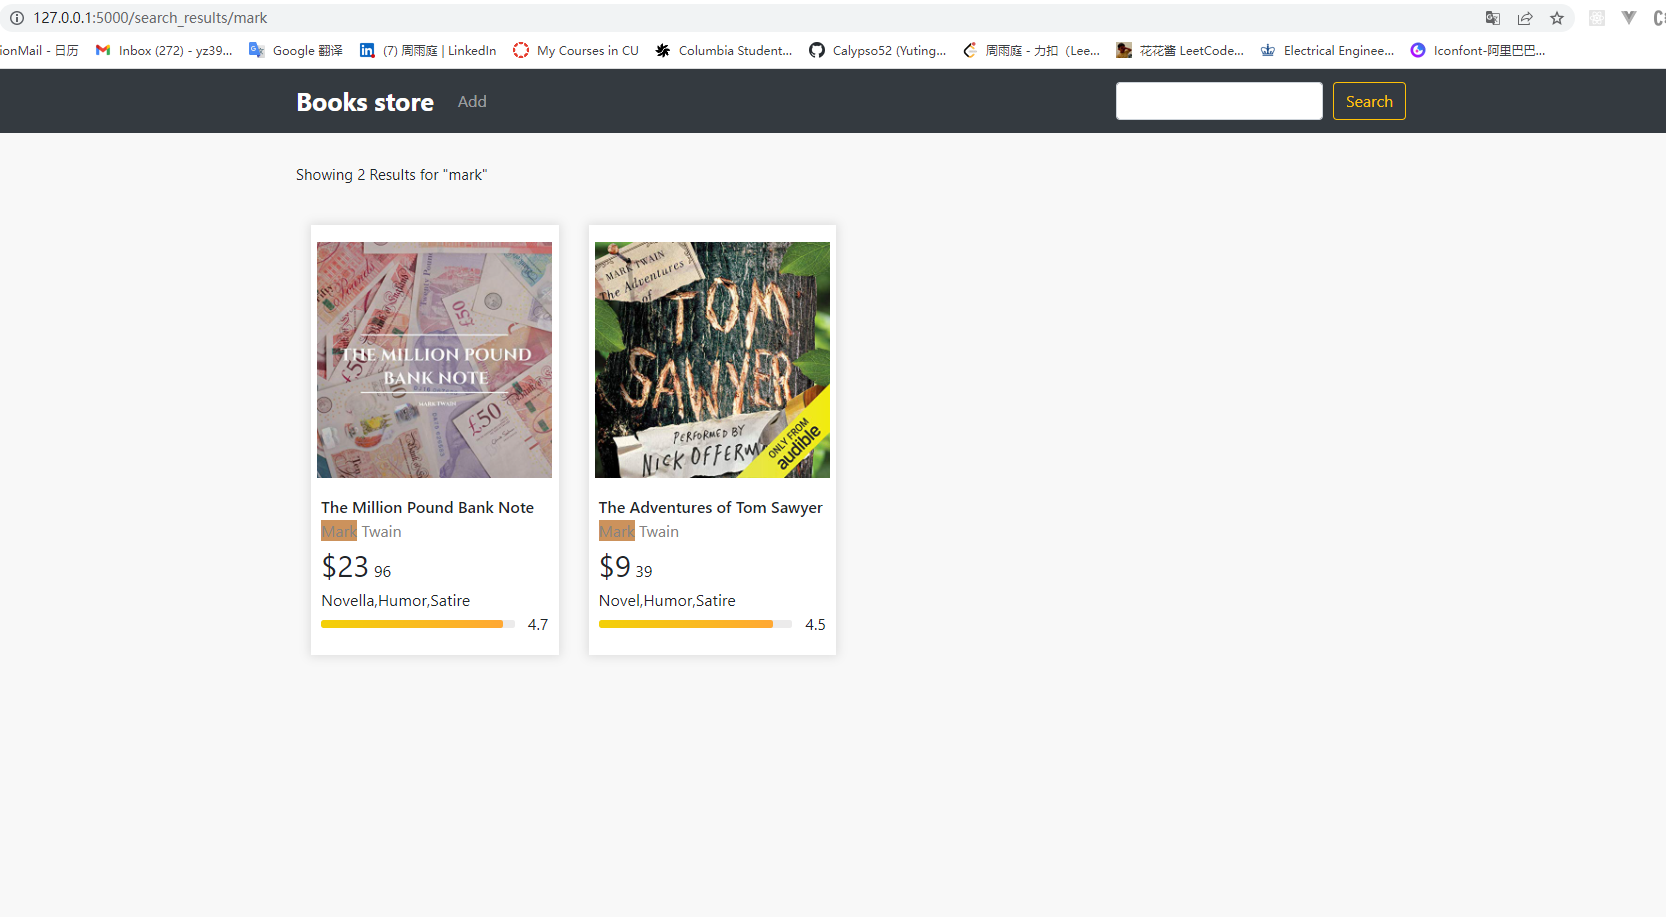 127.0.0.1:5000/search_results/mark
ionMail - 日历 Inbox (272) - yz39... Google 翻译 (7) 周雨庭 | LinkedIn My Courses in CU Columbia Student... Calypso52 (Yuting... 周雨庭 - 力扣 (Lee... 花花酱 LeetCode... Electrical Enginee... Iconfont-阿里巴巴...
Books store Add Search
Showing 2 Results for "mark"
THE MILLION POUND
BANK NOTE
MARK TWAIN
£50
£50
MARK TWAIN
The Adventures
of
TOM
SAWYER
PERFORMED BY
NICK OFFERM
ONLY FROM
audible
The Million Pound Bank Note
Mark Twain
$23 96
Novella,Humor,Satire
4.7
The Adventures of Tom Sawyer
Mark Twain
$9 39
Novel,Humor,Satire
4.5